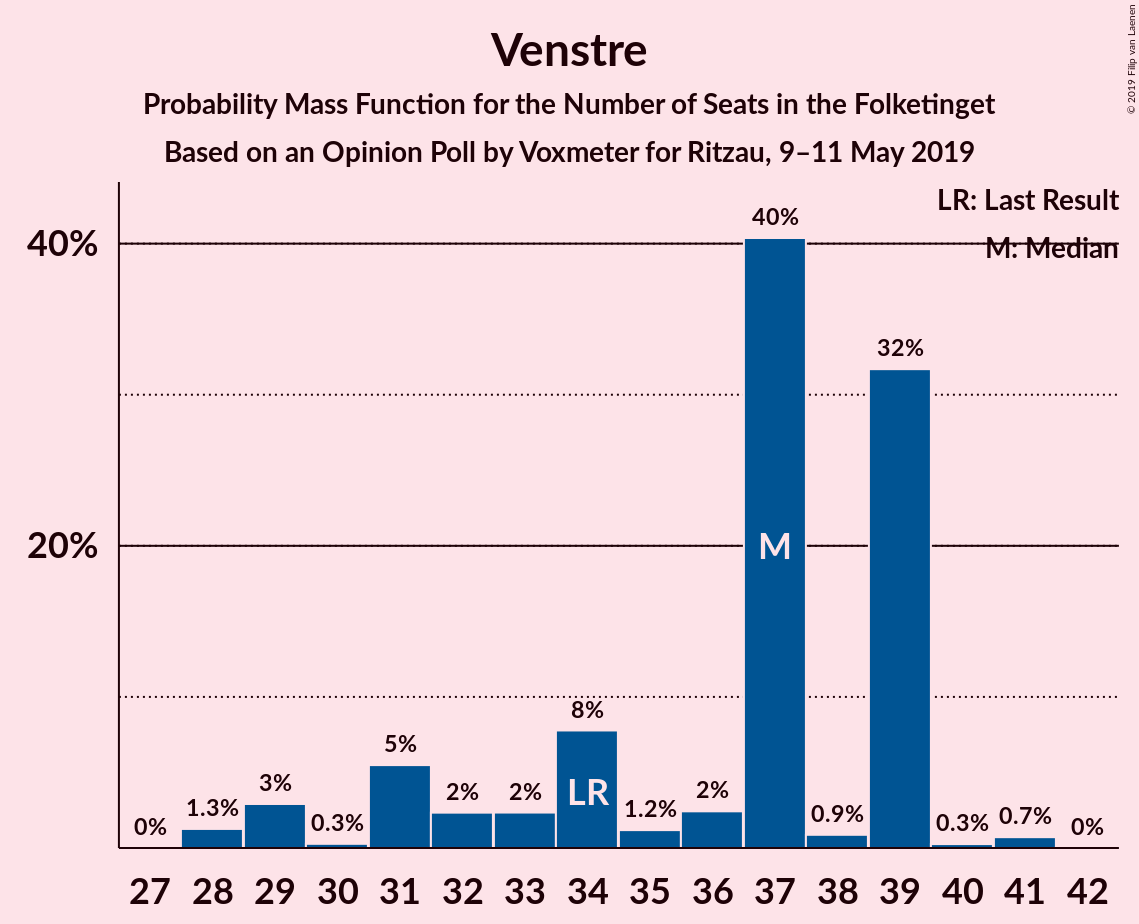 Venstre
Probability Mass Function for the Number of Seats in the Folketinget
Based on an Opinion Poll by Voxmeter for Ritzau, 9–11 May 2019
© 2019 Filip van Laenen
LR: Last Result
M: Median
40%
20%
0%
1.3%
3%
0.3%
5%
2%
2%
8%
1.2%
2%
40%
0.9%
32%
0.3%
0.7%
0%
LR
M
27 28 29 30 31 32 33 34 35 36 37 38 39 40 41 42